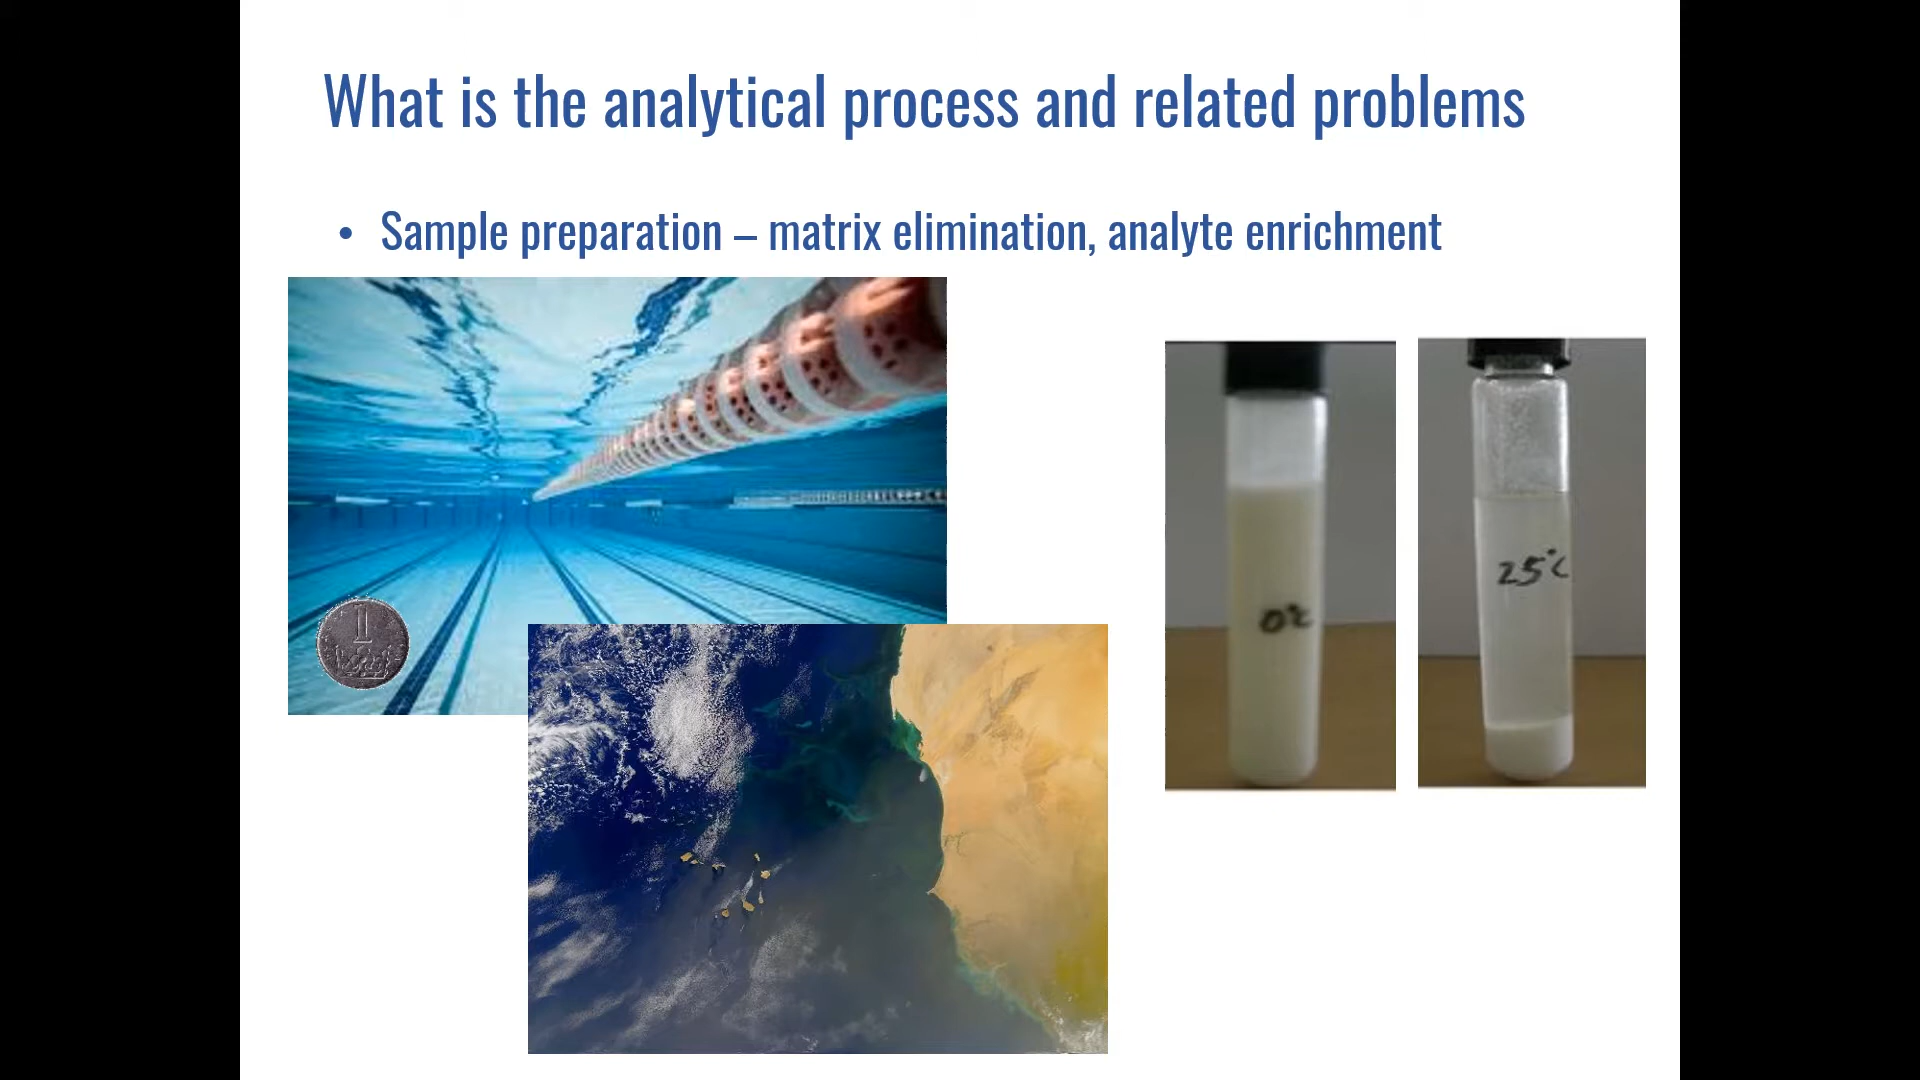 What is the analytical process and related problems
• Sample preparation – matrix elimination, analyte enrichment
1
0°c
25°c